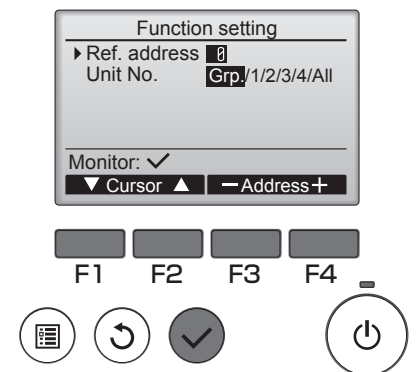 Function setting
Ref. address 0
Unit No. Grp./1/2/3/4/All
Monitor: ✓
▼ Cursor ▲ −Address+
F1 F2 F3 F4